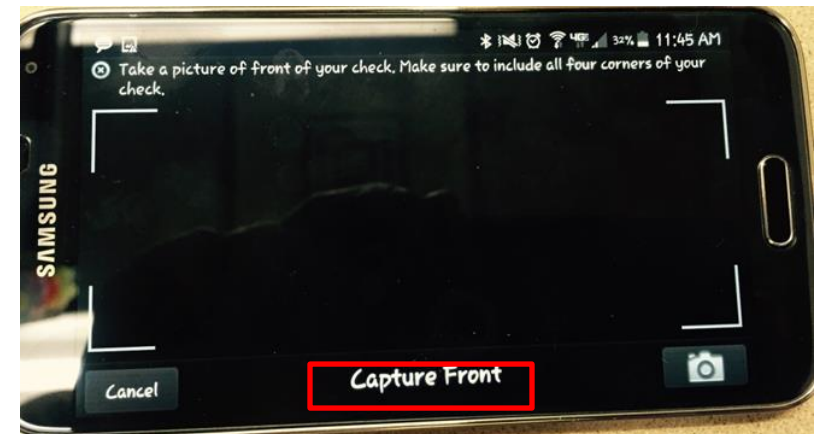 32% 11:45 AM
Take a picture of front of your check. Make sure to include all four corners of your
check.
SAMSUNG
Cancel
Capture Front